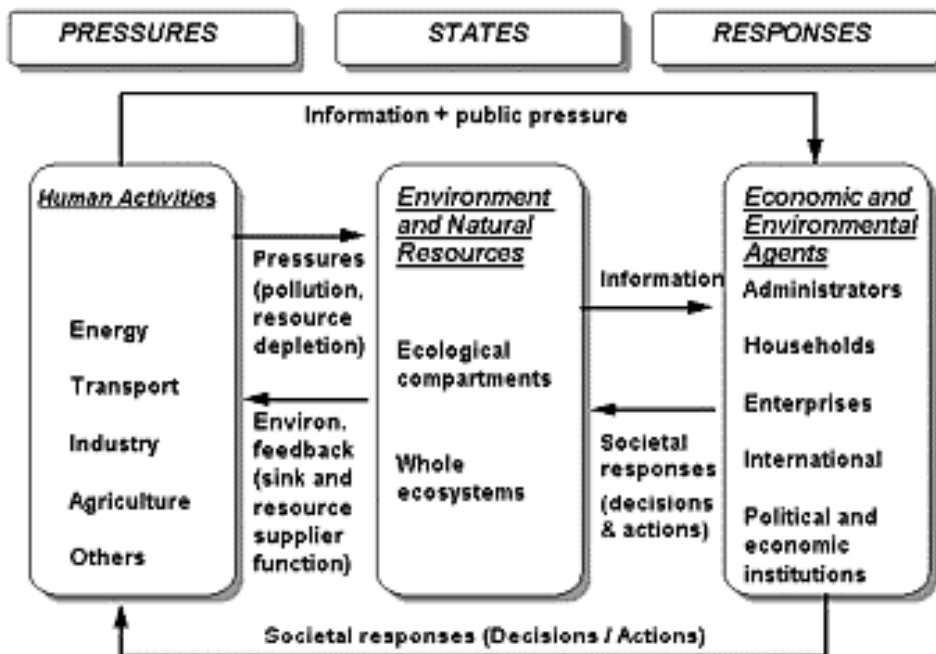 PRESSURES
STATES
RESPONSES
Information + public pressure
Human Activities
Energy
Transport
Industry
Agriculture
Others
Pressures
(pollution,
resource
depletion)
Environ.
feedback
(sink and
resource
supplier
function)
Environment
and Natural
Resources
Ecological
compartments
Whole
ecosystems
Information
Societal
responses
(decisions
& actions)
Economic and
Environmental
Agents
Administrators
Households
Enterprises
International
Political and
economic
institutions
Societal responses (Decisions / Actions)